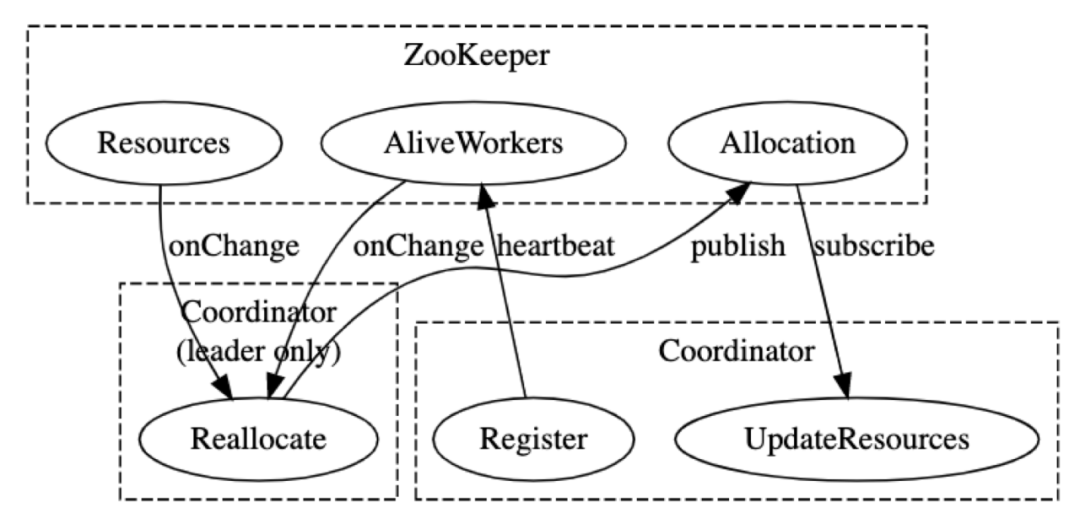 ZooKeeper
Resources
AliveWorkers
Allocation
onChange
onChange
heartbeat
publish
subscribe
Coordinator
(leader only)
Coordinator
Reallocate
Register
UpdateResources